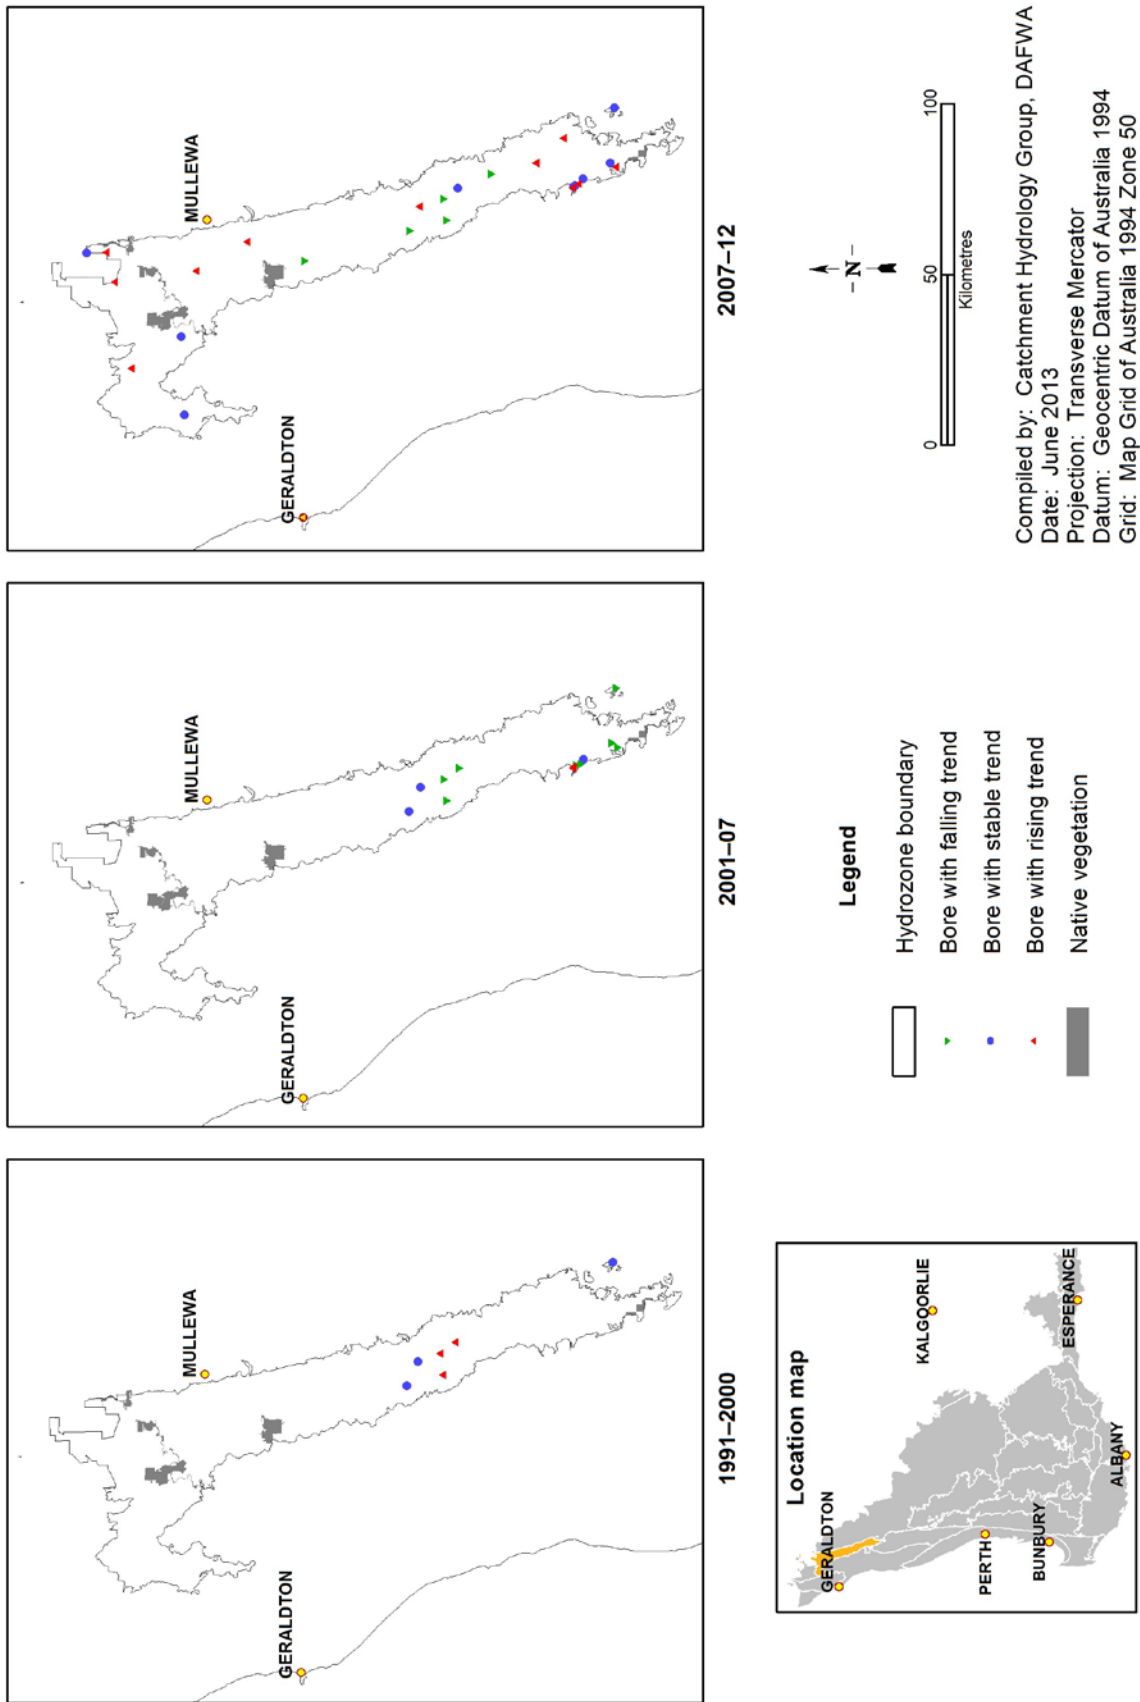 MULLEWA
GERALDTON
1991–2000
MULLEWA
GERALDTON
2001–07
MULLEWA
GERALDTON
2007–12
Location map
GERALDTON
KALGOORLIE
PERTH
BUNBURY
ESPERANCE
ALBANY
Legend
Hydrozone boundary
Bore with falling trend
Bore with stable trend
Bore with rising trend
Native vegetation
N
0 50 100
Kilometres
Compiled by: Catchment Hydrology Group, DAFWA
Date: June 2013
Projection: Transverse Mercator
Datum: Geocentric Datum of Australia 1994
Grid: Map Grid of Australia 1994 Zone 50